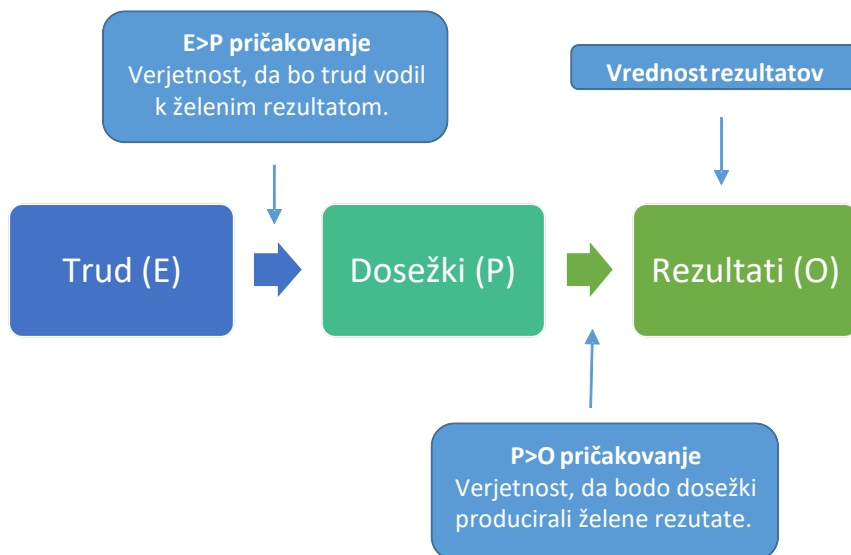 E>P pričakovanje
Verjetnost, da bo trud vodil
k želenim rezultatom.
Vrednost rezultatov
Trud (E)
Dosežki (P)
Rezultati (O)
P>O pričakovanje
Verjetnost, da bodo dosežki
producirali želene rezutate.